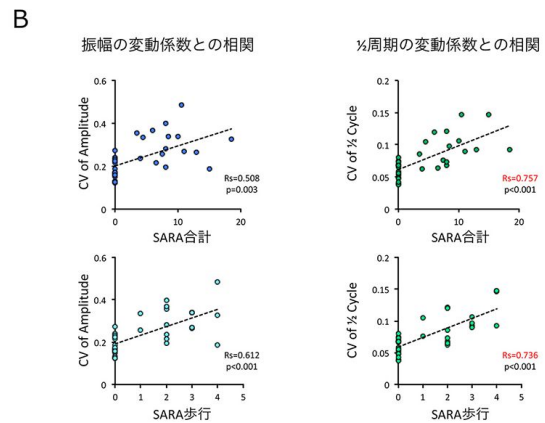 B
振幅の変動係数との相関
½周期の変動係数との相関
0.6
0.4
0.2
0
CV of Amplitude
0
10
20
SARA合計
Rs=0.508
p=0.003
0.2
0.15
0.1
0.05
0
CV of ½ Cycle
0
10
20
SARA合計
Rs=0.757
p<0.001
0.6
0.4
0.2
0
CV of Amplitude
0
1
2
3
4
5
SARA歩行
Rs=0.612
p<0.001
0.2
0.15
0.1
0.05
0
CV of ½ Cycle
0
1
2
3
4
5
SARA歩行
Rs=0.736
p<0.001